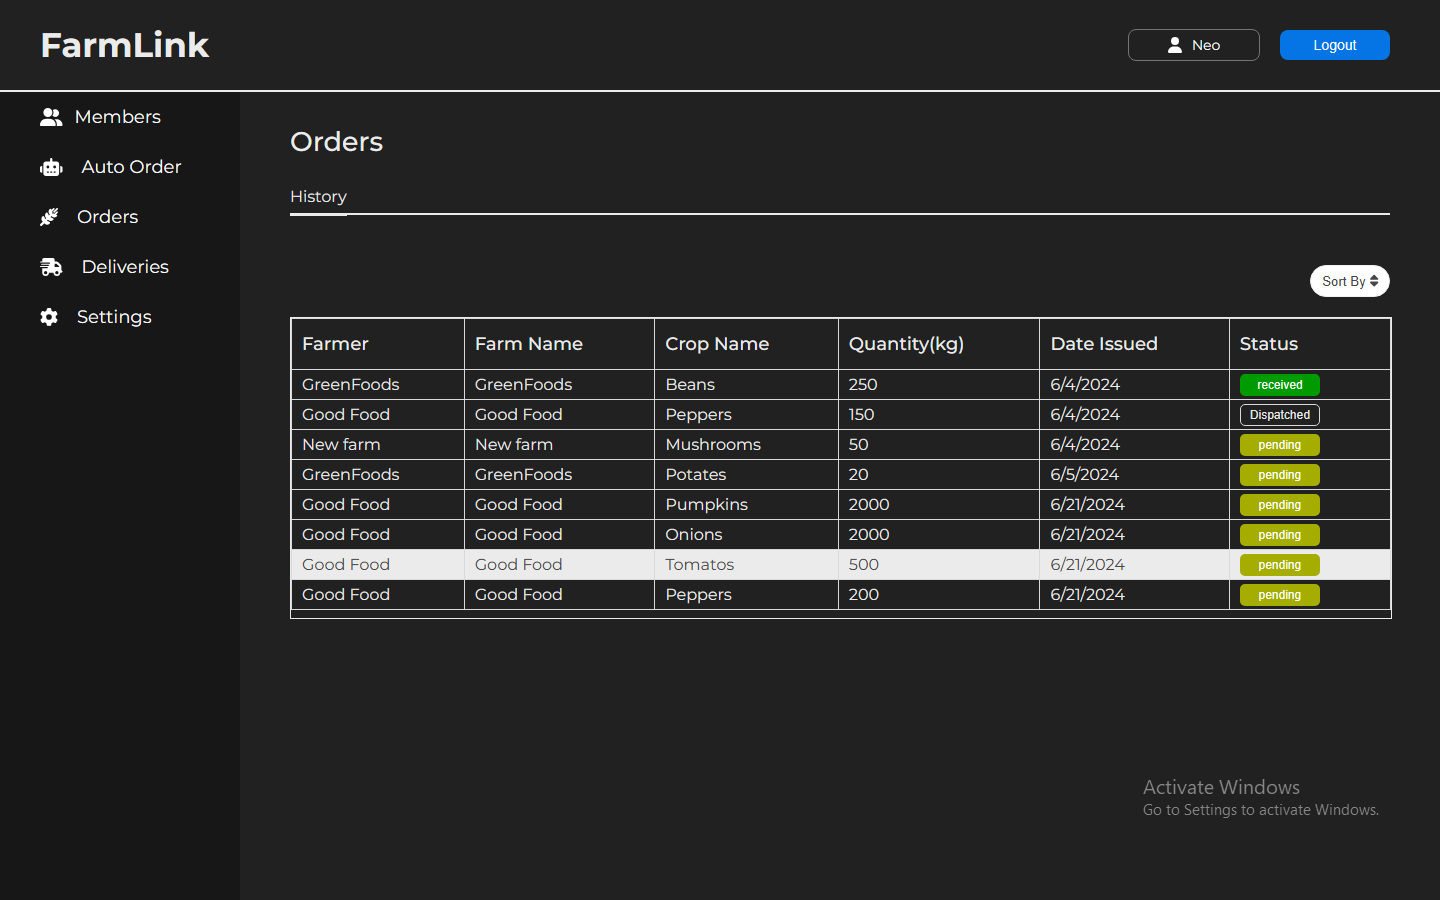 FarmLink
Neo
Logout
Members
Auto Order
Orders
Deliveries
Settings
Orders
History
Sort By
Farmer Farm Name Crop Name Quantity(kg) Date Issued Status
GreenFoods GreenFoods Beans 250 6/4/2024 received
Good Food Good Food Peppers 150 6/4/2024 Dispatched
New farm New farm Mushrooms 50 6/4/2024 pending
GreenFoods GreenFoods Potates 20 6/5/2024 pending
Good Food Good Food Pumpkins 2000 6/21/2024 pending
Good Food Good Food Onions 2000 6/21/2024 pending
Good Food Good Food Tomatos 500 6/21/2024 pending
Good Food Good Food Peppers 200 6/21/2024 pending
Activate Windows
Go to Settings to activate Windows.